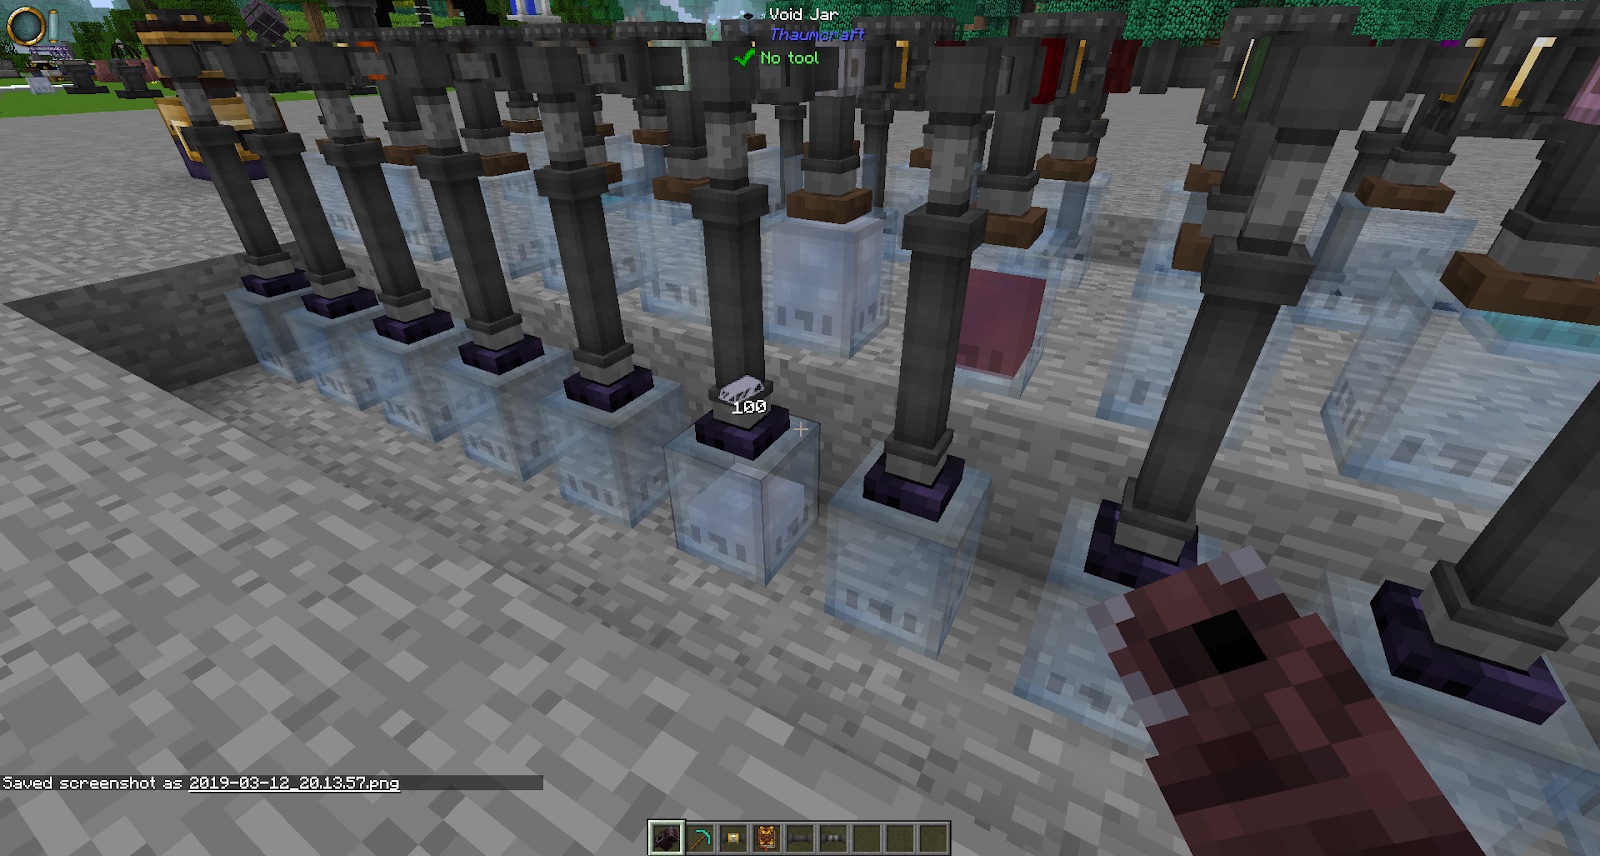 Void Jar
Thaumcraft
No tool
100
Saved screenshot as 2019-03-12_20.13.57.png